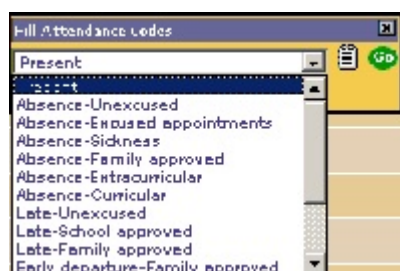 Fill Attendance Codes
Present
Go
Present
Absence-Unexcused
Absence-Excused appointments
Absence-Sickness
Absence-Family approved
Absence-Extracurricular
Absence-Curricular
Late-Unexcused
Late-School approved
Late-Family approved
Early departure-Family approved